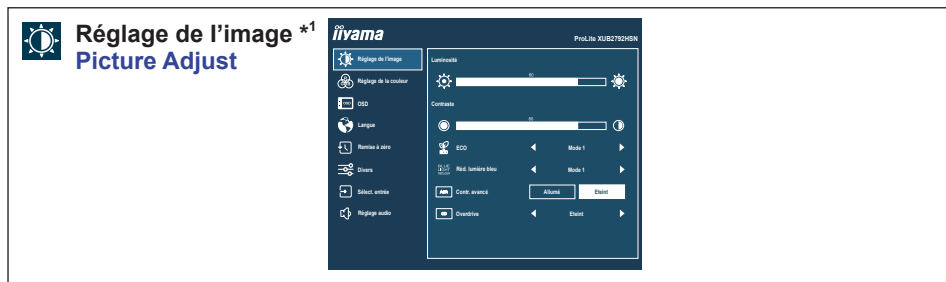 Réglage de l’image *1
Picture Adjust
iiyama
ProLite XUB2792HSN
Réglage de l'image
Réglage de la couleur
OSD
Langue
Remise à zéro
Divers
Sélect. entrée
Réglage audio
Luminosité
80
Contraste
80
ECO Mode 1
Réd. lumière bleu Mode 1
Contr. avancé Allumé Eteint
Overdrive Eteint